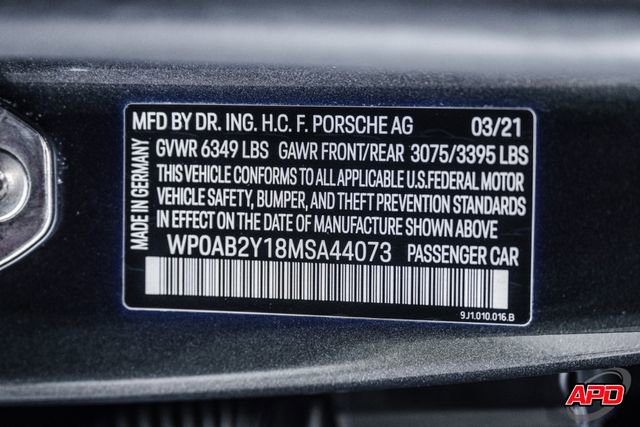 MFD BY DR. ING. H.C. F. PORSCHE AG 03/21
GVWR 6349 LBS GAWR FRONT/REAR 3075/3395 LBS
THIS VEHICLE CONFORMS TO ALL APPLICABLE U.S.FEDERAL MOTOR
VEHICLE SAFETY, BUMPER, AND THEFT PREVENTION STANDARDS
IN EFFECT ON THE DATE OF MANUFACTURE SHOWN ABOVE
WP0AB2Y18MSA44073 PASSENGER CAR
MADE IN GERMANY
9J1.010.016.B
APD